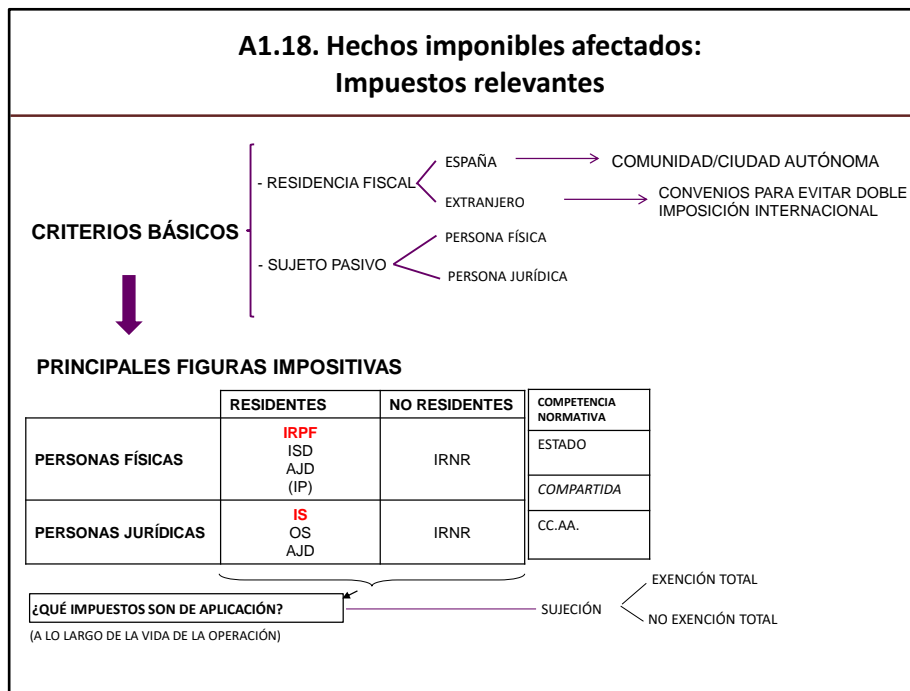 A1.18. Hechos imponibles afectados:
Impuestos relevantes
CRITERIOS BÁSICOS
- RESIDENCIA FISCAL
ESPAÑA
COMUNIDAD/CIUDAD AUTÓNOMA
EXTRANJERO
CONVENIOS PARA EVITAR DOBLE
IMPOSICIÓN INTERNACIONAL
- SUJETO PASIVO
PERSONA FÍSICA
PERSONA JURÍDICA
PRINCIPALES FIGURAS IMPOSITIVAS
RESIDENTES
NO RESIDENTES
COMPETENCIA
NORMATIVA
PERSONAS FÍSICAS
IRPF
ISD
AJD
(IP)
IRNR
ESTADO
COMPARTIDA
PERSONAS JURÍDICAS
IS
OS
AJD
IRNR
CC.AA.
¿QUÉ IMPUESTOS SON DE APLICACIÓN?
(A LO LARGO DE LA VIDA DE LA OPERACIÓN)
SUJECIÓN
EXENCIÓN TOTAL
NO EXENCIÓN TOTAL